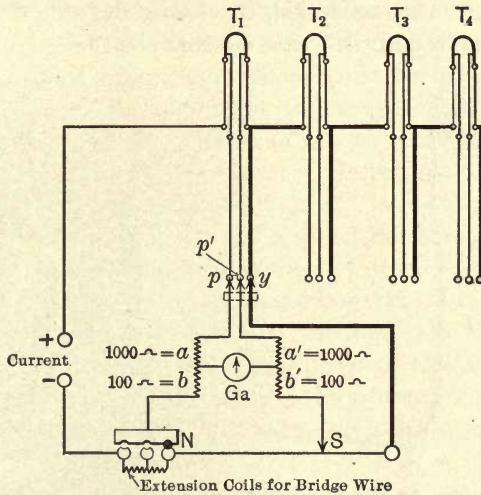 T1 T2 T3 T4
p'
p y
+
Current.
-
1000 ⌒ = a a' = 1000 ⌒
100 ⌒ = b b' = 100 ⌒
Ga
N S
Extension Coils for Bridge Wire